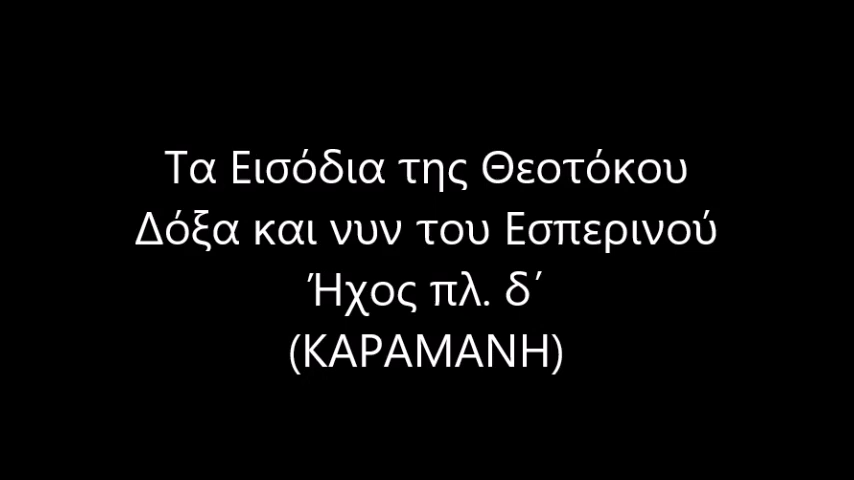 Τα Εισόδια της Θεοτόκου
Δόξα και νυν του Εσπερινού
Ήχος πλ. δ΄
(ΚΑΡΑΜΑΝΗ)